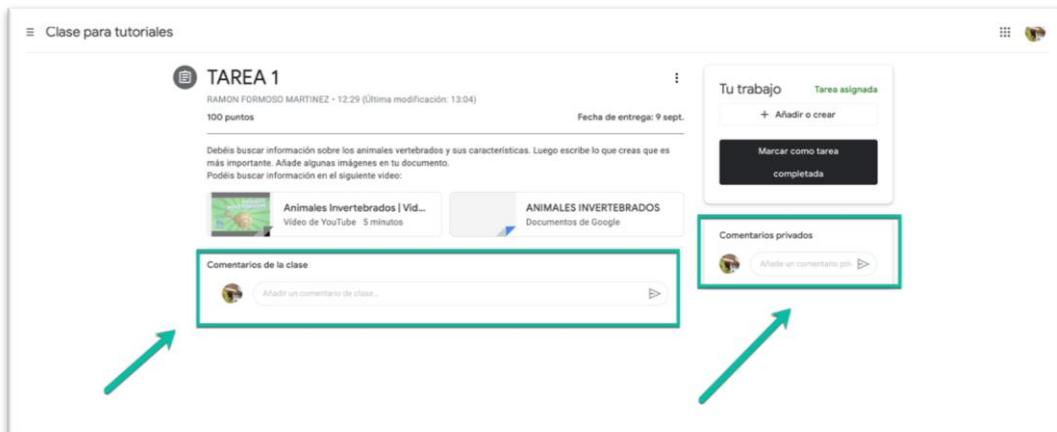 Clase para tutoriales
TAREA 1
RAMON FORMOSO MARTINEZ • 12:29 (Última modificación: 13:04)
100 puntos
Fecha de entrega: 9 sept.
Debéis buscar información sobre los animales vertebrados y sus características. Luego escribe lo que creas que es
más importante. Añade algunas imágenes en tu documento.
Podéis buscar información en el siguiente video:
Animales Invertebrados | Vid...
Vídeo de YouTube 5 minutos
ANIMALES INVERTEBRADOS
Documentos de Google
Comentarios de la clase
Añadir un comentario de clase...
Tu trabajo
Tarea asignada
+ Añadir o crear
Marcar como tarea
completada
Comentarios privados
Añade un comentario priv